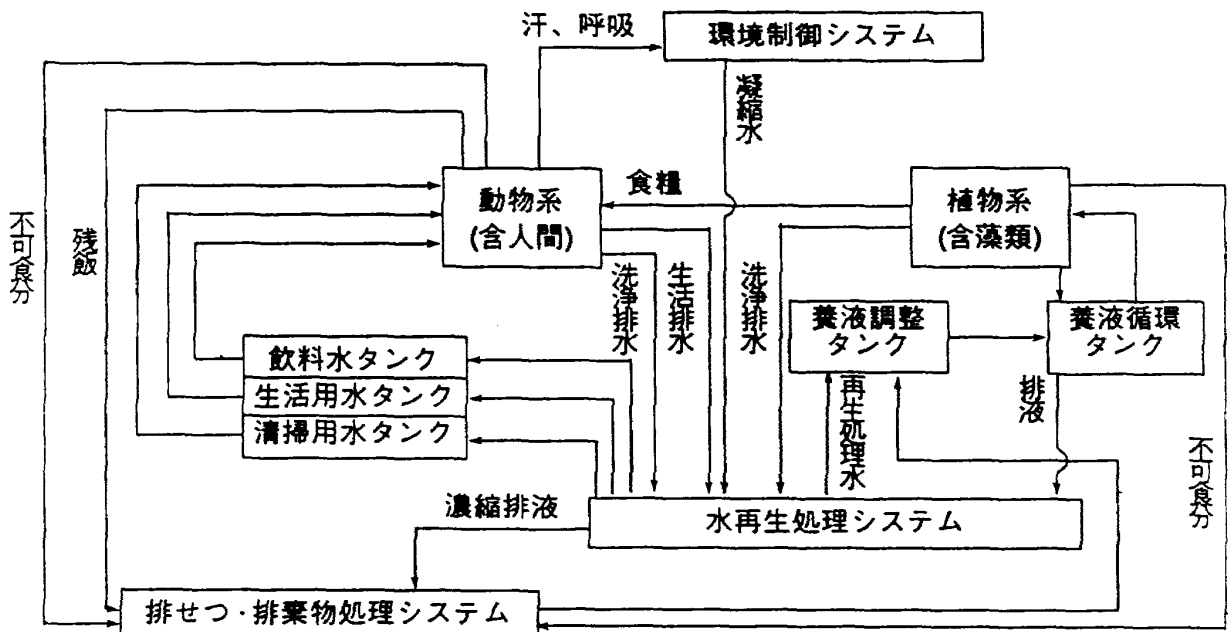 汗、呼吸
環境制御システム
凝縮水
動物系
(含人間)
食糧
植物系
(含藻類)
不可食分
残飯
洗浄排水
生活排水
洗浄排水
養液調整
タンク
養液循環
タンク
飲料水タンク
生活用水タンク
清掃用水タンク
再生処理水
排液
不可食分
濃縮排液
水再生処理システム
排せつ・排棄物処理システム